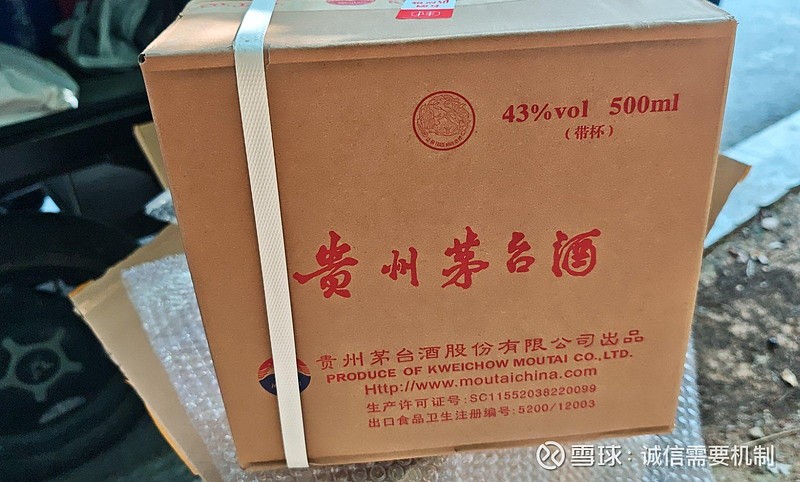 43%vol 500ml
(带杯)
贵州茅台酒
贵州茅台酒股份有限公司出品
PRODUCE OF KWEICHOW MOUTAI CO.,LTD.
Http://www.moutaichina.com
生产许可证号:SC11552038220099
出口食品卫生注册编号:5200/12003
雪球:诚信需要机制